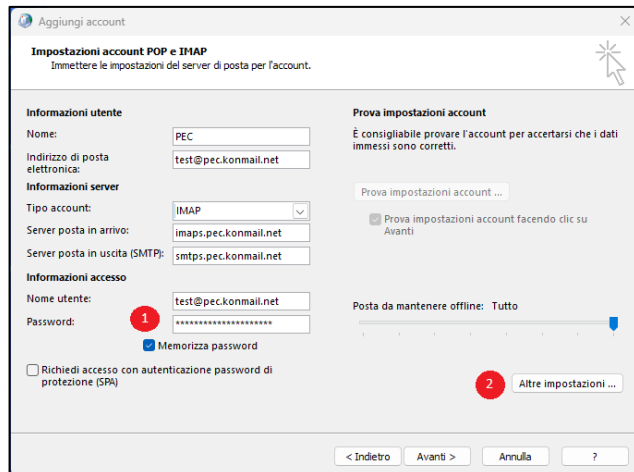 Aggiungi account
Impostazioni account POP e IMAP
Immettere le impostazioni del server di posta per l'account.
Informazioni utente
Nome:
PEC
Indirizzo di posta
elettronica:
test@pec.konmail.net
Informazioni server
Tipo account:
IMAP
Server posta in arrivo:
imaps.pec.konmail.net
Server posta in uscita (SMTP):
smtps.pec.konmail.net
Informazioni accesso
Nome utente:
test@pec.konmail.net
Password:
1
********************
Memorizza password
Richiedi accesso con autenticazione password di
protezione (SPA)
Prova impostazioni account
È consigliabile provare l'account per accertarsi che i dati
immessi sono corretti.
Prova impostazioni account ...
Prova impostazioni account facendo clic su
Avanti
Posta da mantenere offline: Tutto
2
Altre impostazioni ...
< Indietro
Avanti >
Annulla
?